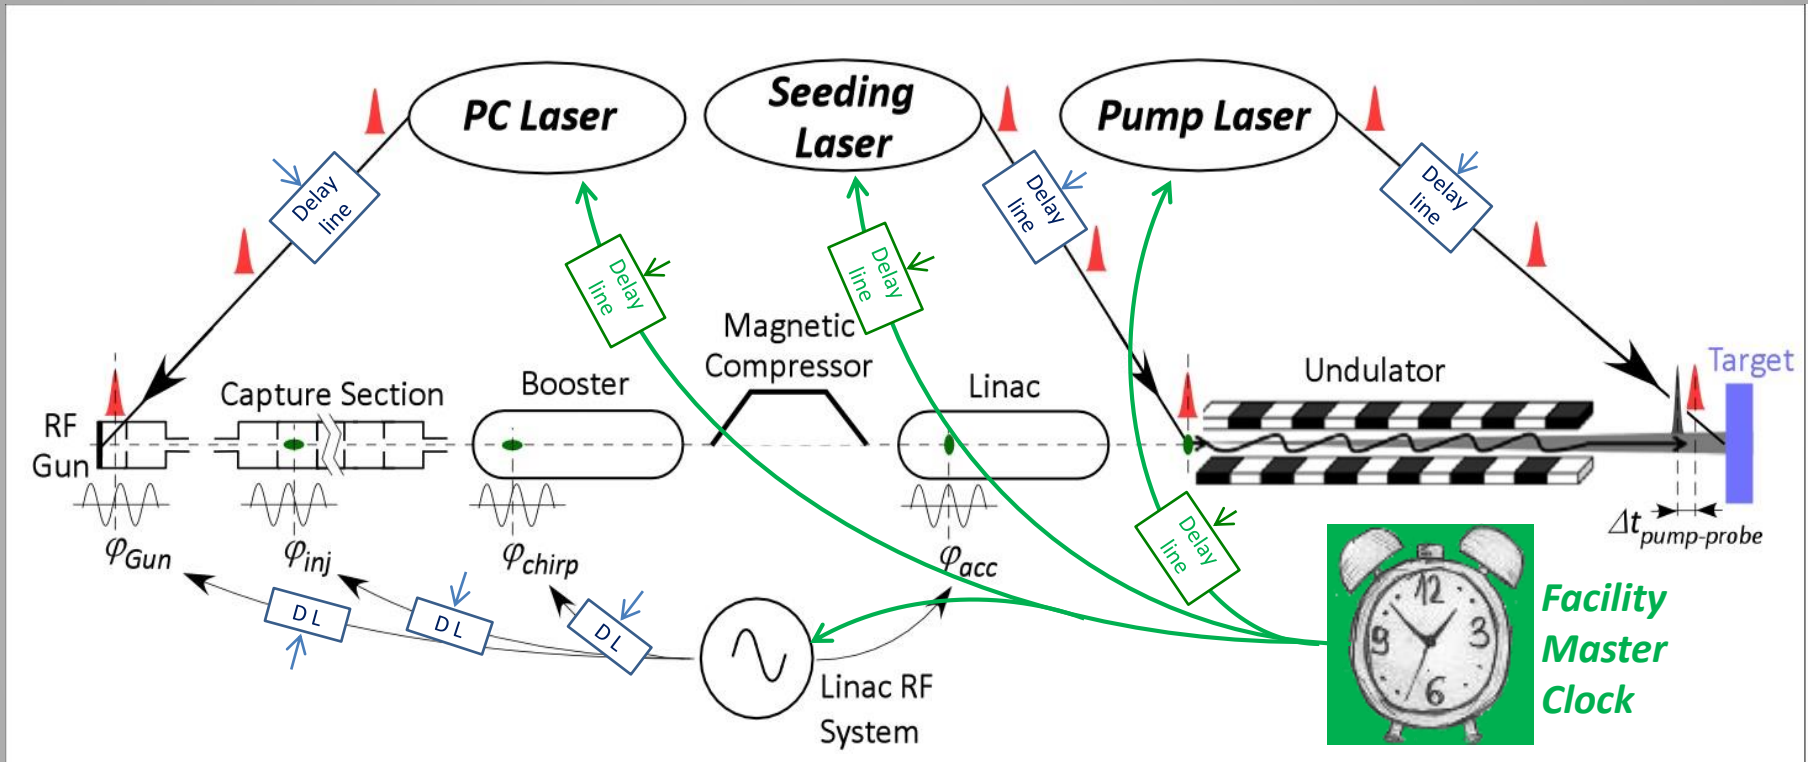 PC Laser
Seeding
Laser
Pump Laser
Delay
line
Delay
line
Delay
line
Delay
line
Delay
line
Magnetic
Compressor
Target
RF
Gun
Capture Section
Booster
Linac
Undulator
φGun
φinj
φchirp
φacc
Delay
line
Δtpump-probe
DL
DL
DL
Linac RF
System
12
9
3
6
Facility
Master
Clock